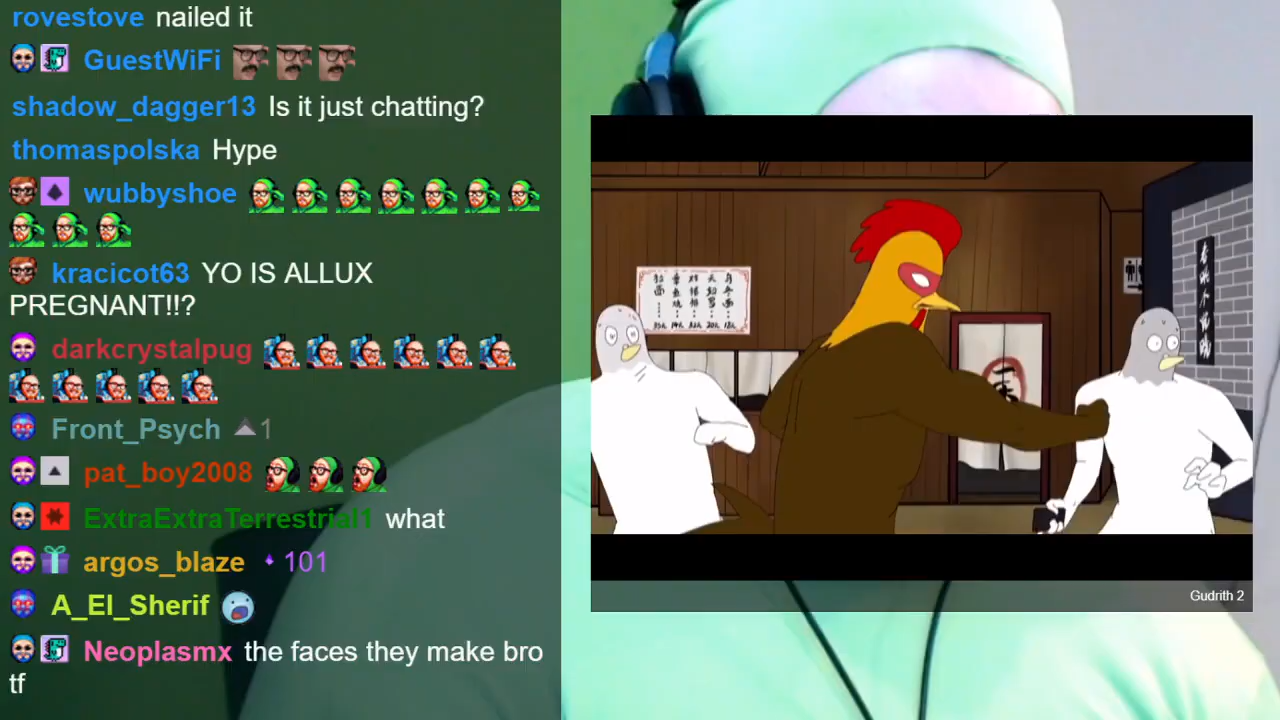 rovestove nailed it
GuestWiFi
shadow_dagger13 Is it just chatting?
thomaspolska Hype
wubbyshoe
kracicot63 YO IS ALLUX
PREGNANT!!?
darkcrystalpug
Front_Psych 1
pat_boy2008
ExtraExtraTerrestrial1 what
argos_blaze 101
A_El_Sherif
Neoplasmx the faces they make bro
tf
Gudrith 2